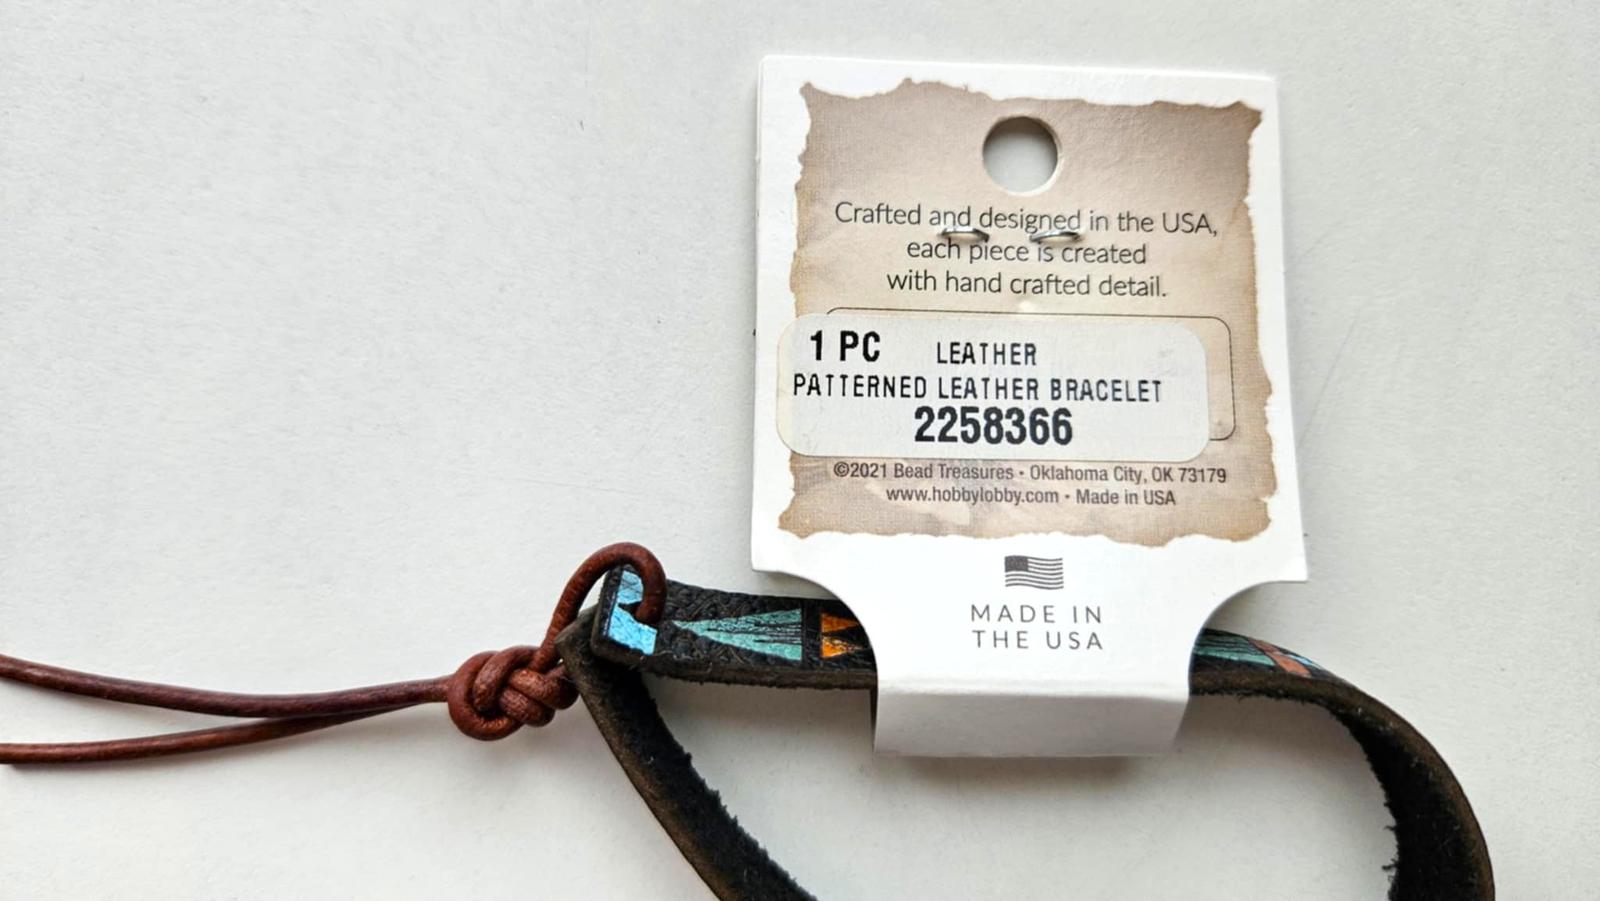 Crafted and designed in the USA,
each piece is created
with hand crafted detail.
1 PC LEATHER
PATTERNED LEATHER BRACELET
2258366
©2021 Bead Treasures • Oklahoma City, OK 73179
www.hobbylobby.com • Made in USA
MADE IN
THE USA